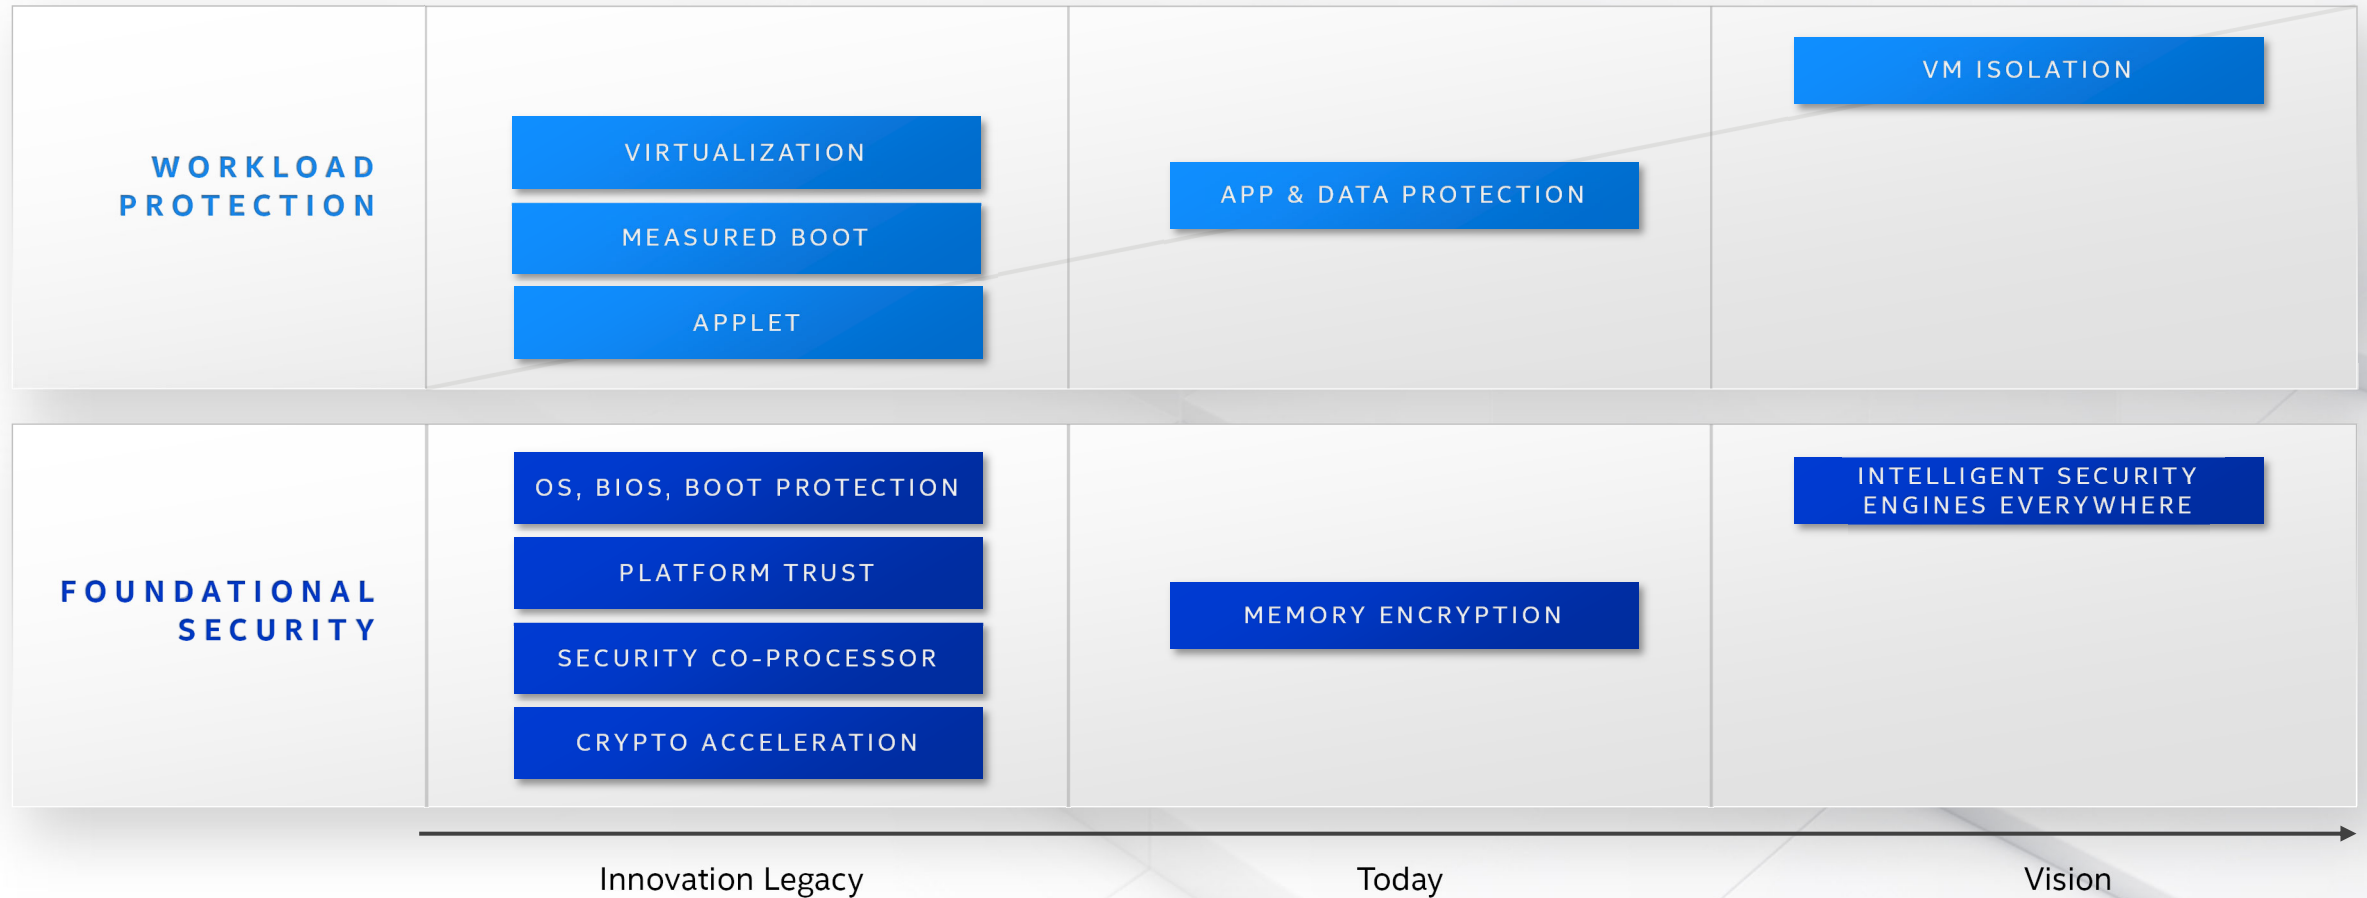 WORKLOAD
PROTECTION
VIRTUALIZATION
MEASURED BOOT
APPLET
APP & DATA PROTECTION
VM ISOLATION
FOUNDATIONAL
SECURITY
OS, BIOS, BOOT PROTECTION
PLATFORM TRUST
SECURITY CO-PROCESSOR
CRYPTO ACCELERATION
MEMORY ENCRYPTION
INTELLIGENT SECURITY
ENGINES EVERYWHERE
Innovation Legacy
Today
Vision